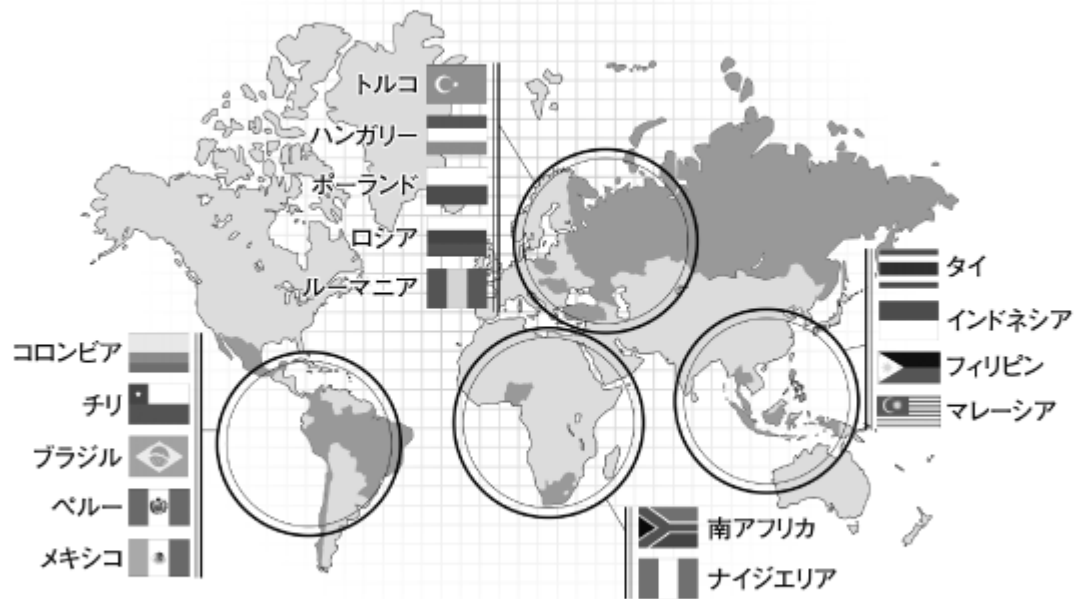 トルコ
ハンガリー
ポーランド
ロシア
ルーマニア
コロンビア
チリ
ブラジル
ペルー
メキシコ
タイ
インドネシア
フィリピン
マレーシア
南アフリカ
ナイジエリア